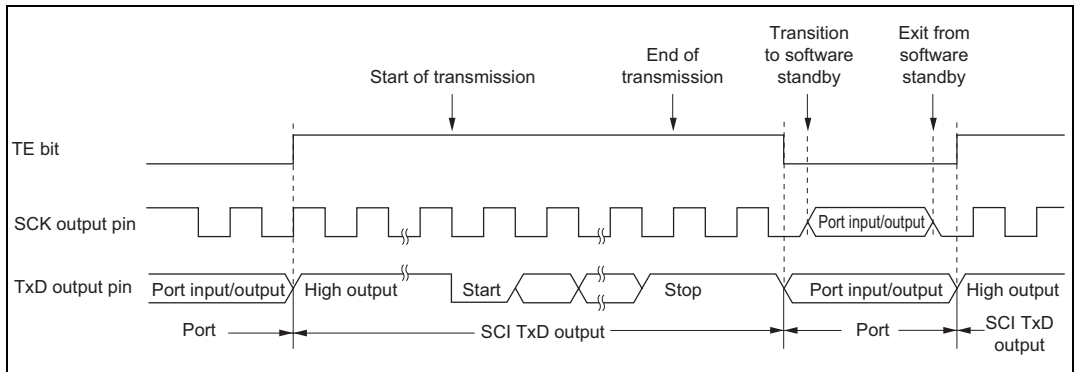 Transition
to software
standby
Exit from
software
standby
Start of transmission
End of
transmission
TE bit
SCK output pin
Port input/output
TxD output pin
Port input/output
High output
Start
Stop
Port input/output
High output
Port
SCI TxD output
Port
SCI TxD
output